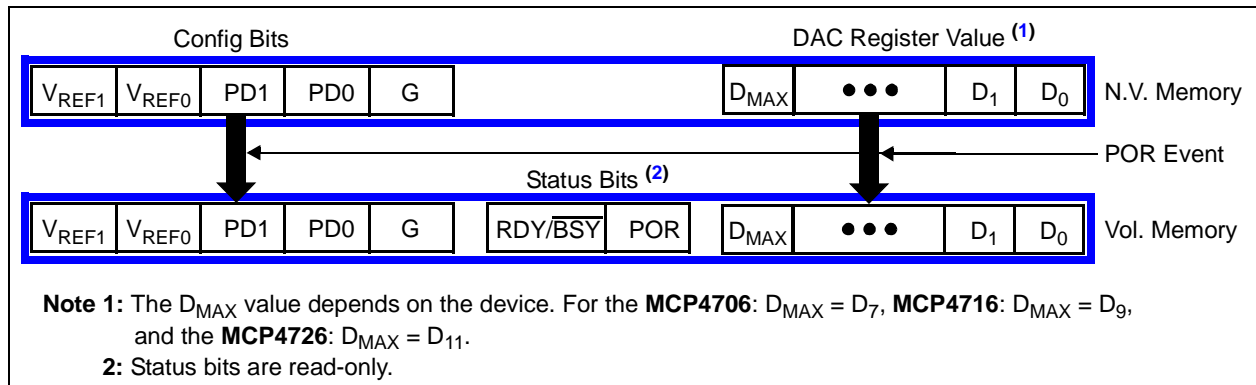 Config Bits DAC Register Value (1)
VREF1 VREF0 PD1 PD0 G DMAX ••• D1 D0 N.V. Memory
POR Event
Status Bits (2)
VREF1 VREF0 PD1 PD0 G RDY/BSY POR DMAX ••• D1 D0 Vol. Memory
Note 1: The DMAX value depends on the device. For the MCP4706: DMAX = D7, MCP4716: DMAX = D9,
and the MCP4726: DMAX = D11.
2: Status bits are read-only.